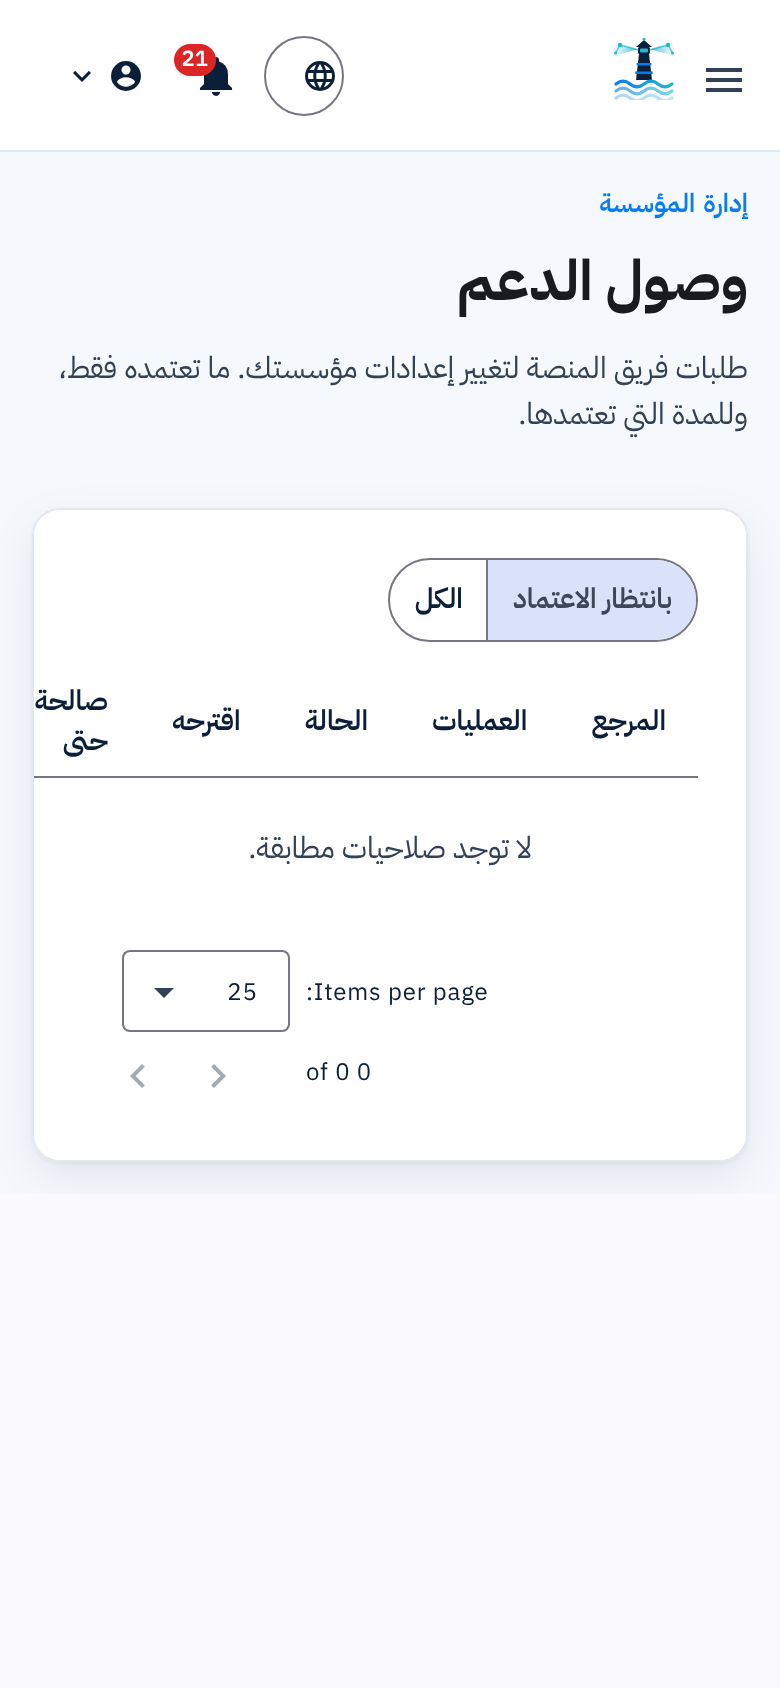 21
إدارة المؤسسة
وصول الدعم
طلبات فريق المنصة لتغيير إعدادات مؤسستك. ما تعتمده فقط،
وللمدة التي تعتمدها.
بانتظار الاعتماد
الكل
المرجع
العمليات
الحالة
اقترحه
صالحة
حتى
لا توجد صلاحيات مطابقة.
:Items per page
25
of 0 0